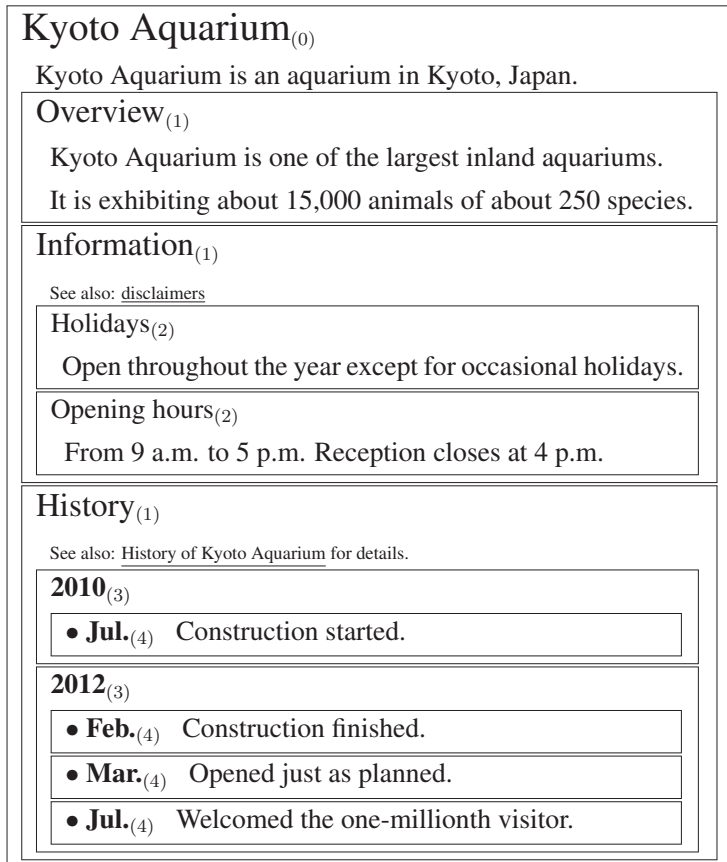 Kyoto Aquarium(0)
Kyoto Aquarium is an aquarium in Kyoto, Japan.
Overview(1)
Kyoto Aquarium is one of the largest inland aquariums.
It is exhibiting about 15,000 animals of about 250 species.
Information(1)
See also: disclaimers
Holidays(2)
Open throughout the year except for occasional holidays.
Opening hours(2)
From 9 a.m. to 5 p.m. Reception closes at 4 p.m.
History(1)
See also: History of Kyoto Aquarium for details.
2010(3)
• Jul.(4) Construction started.
2012(3)
• Feb.(4) Construction finished.
• Mar.(4) Opened just as planned.
• Jul.(4) Welcomed the one-millionth visitor.